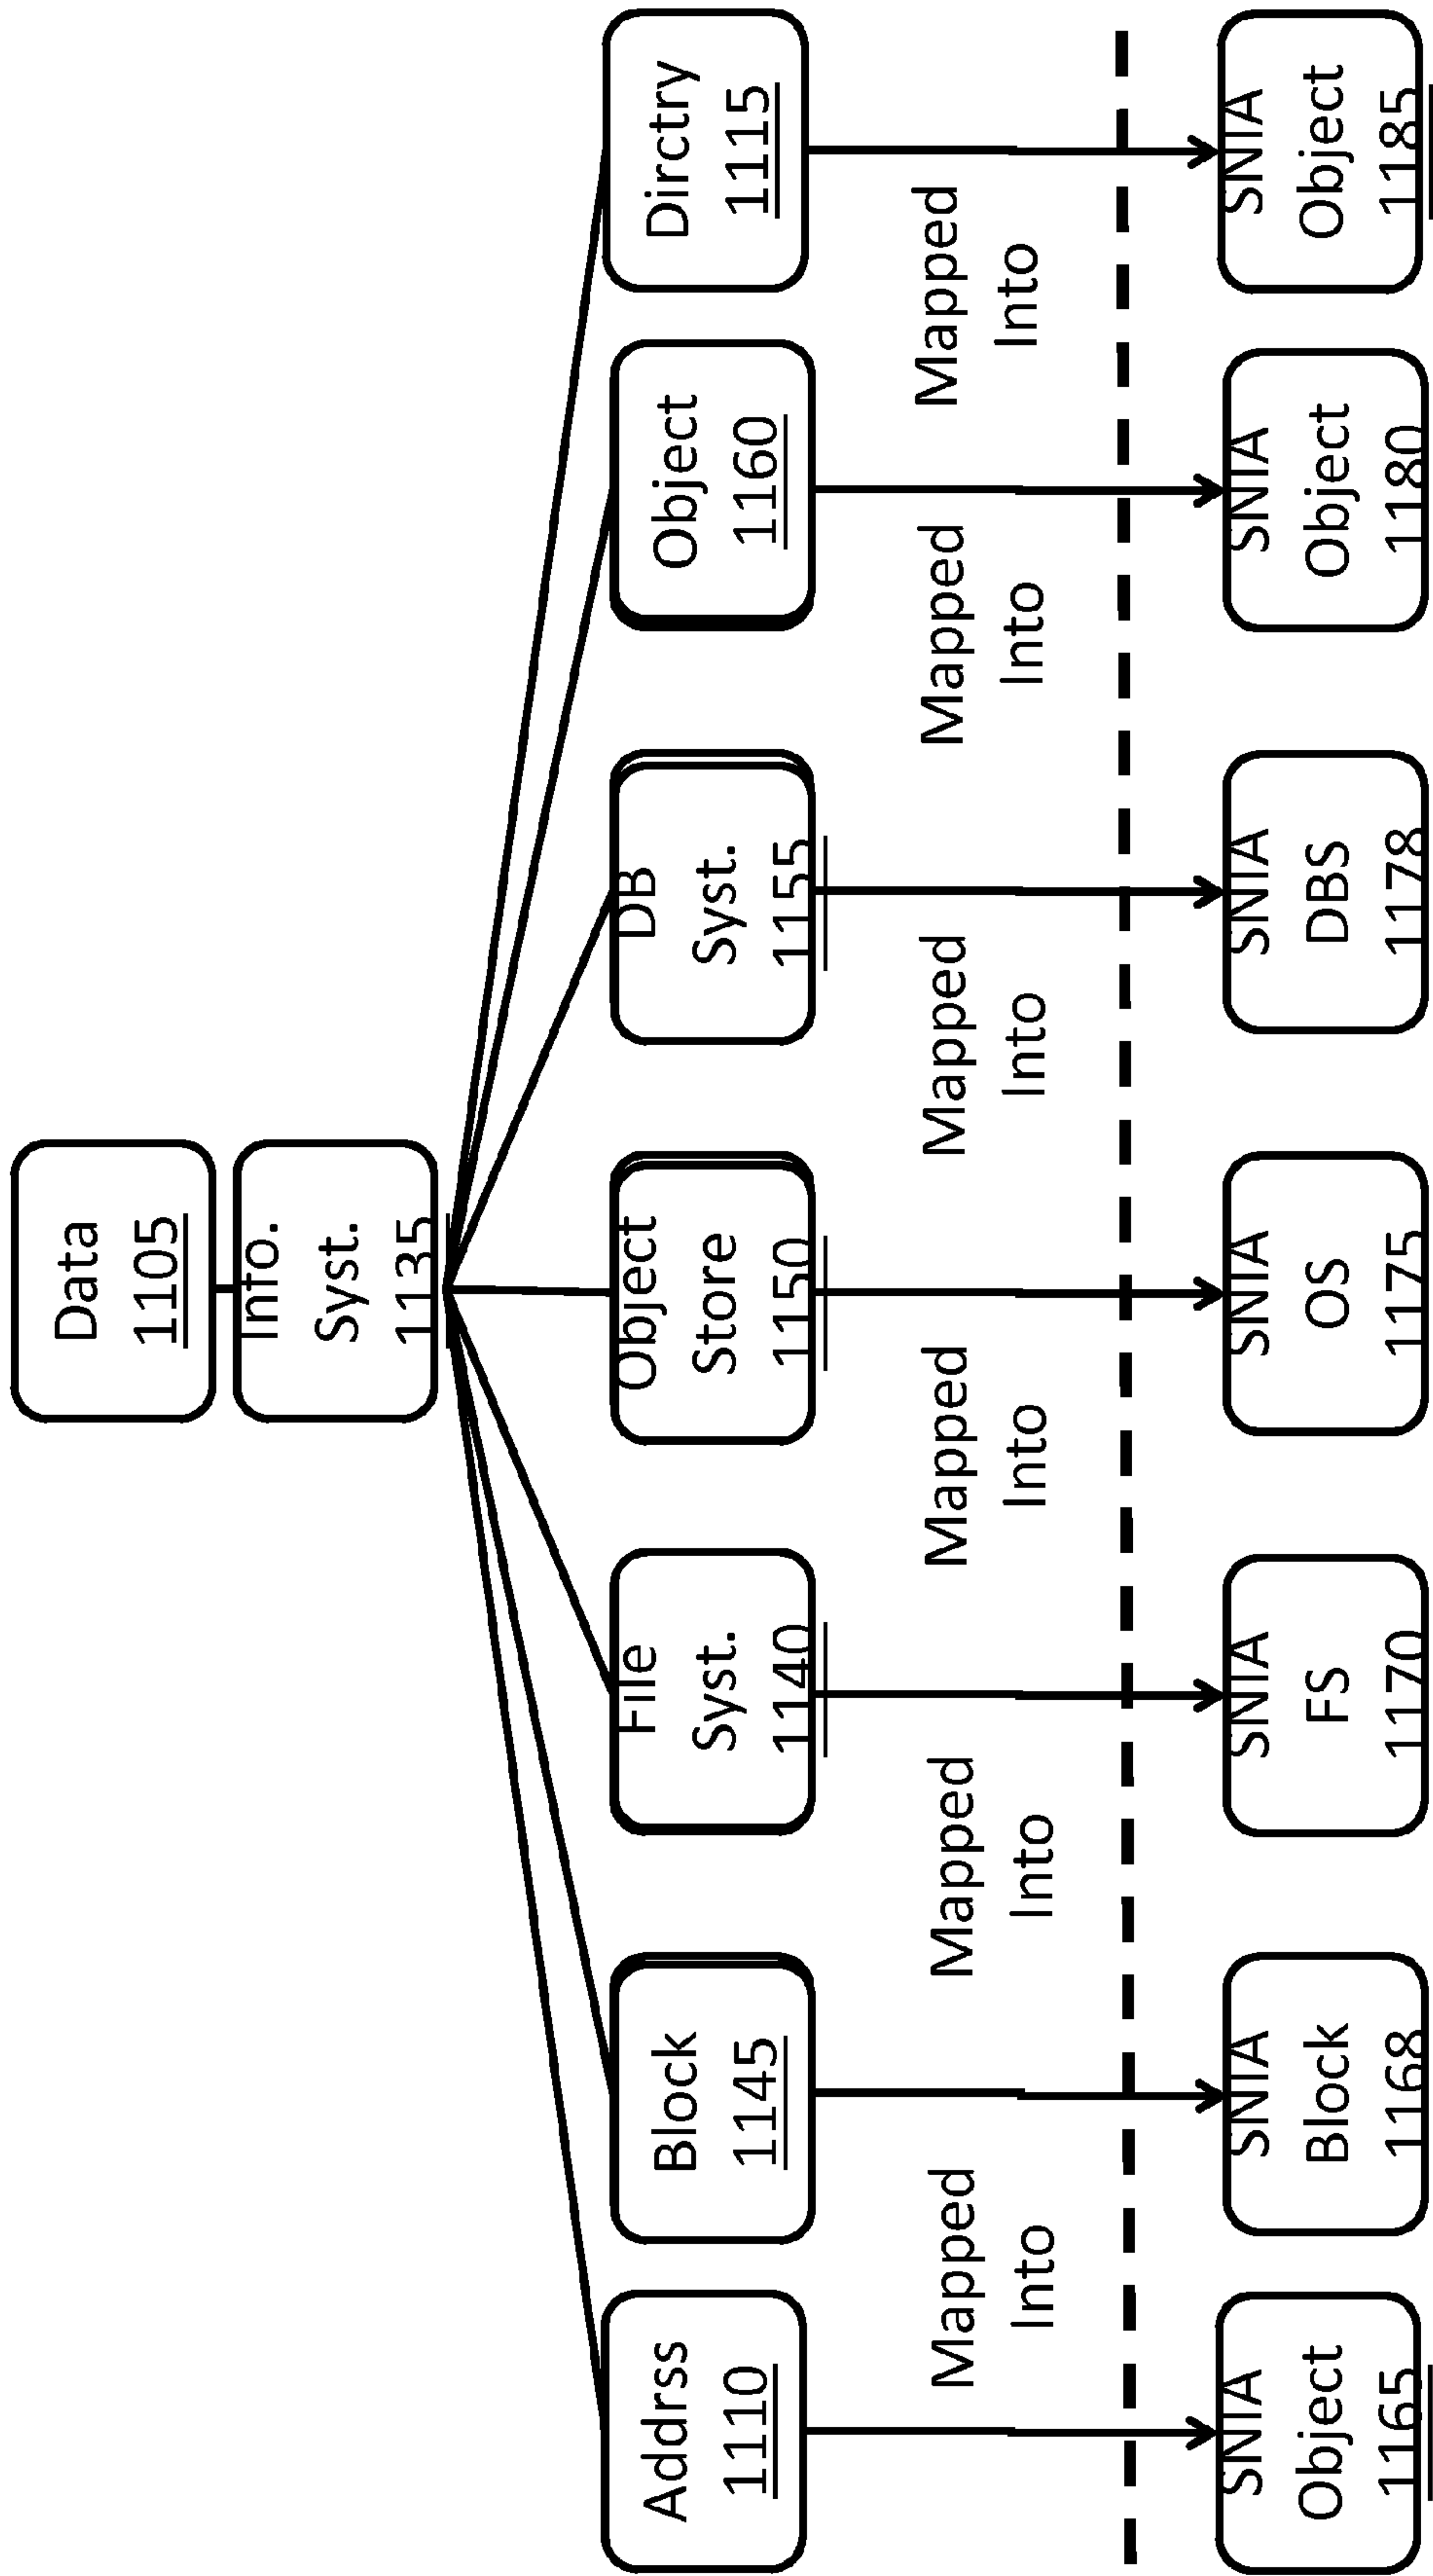 Data
1105
Info.
Syst.
1135
Addrss
1110
Block
1145
File
Syst.
1140
Object
Store
1150
DB
Syst.
1155
Object
1160
Dirctry
1115
Mapped
Into
Mapped
Into
Mapped
Into
Mapped
Into
Mapped
Into
Mapped
Into
SNIA
Object
1165
SNIA
Block
1168
SNIA
FS
1170
SNIA
OS
1175
SNIA
DBS
1178
SNIA
Object
1180
SNIA
Object
1185